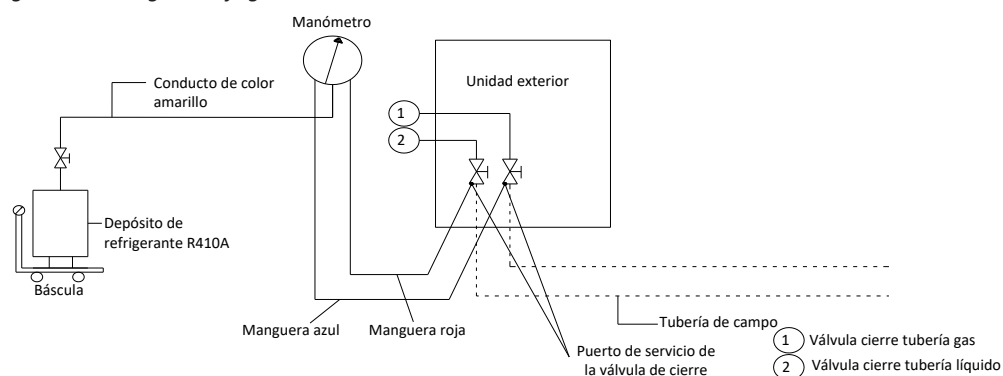 Manómetro
Conducto de color
amarillo
Unidad exterior
1
2
Depósito de
refrigerante R410A
Báscula
Manguera azul
Manguera roja
Tubería de campo
Puerto de servicio de
la válvula de cierre
1 Válvula cierre tubería gas
2 Válvula cierre tubería líquido